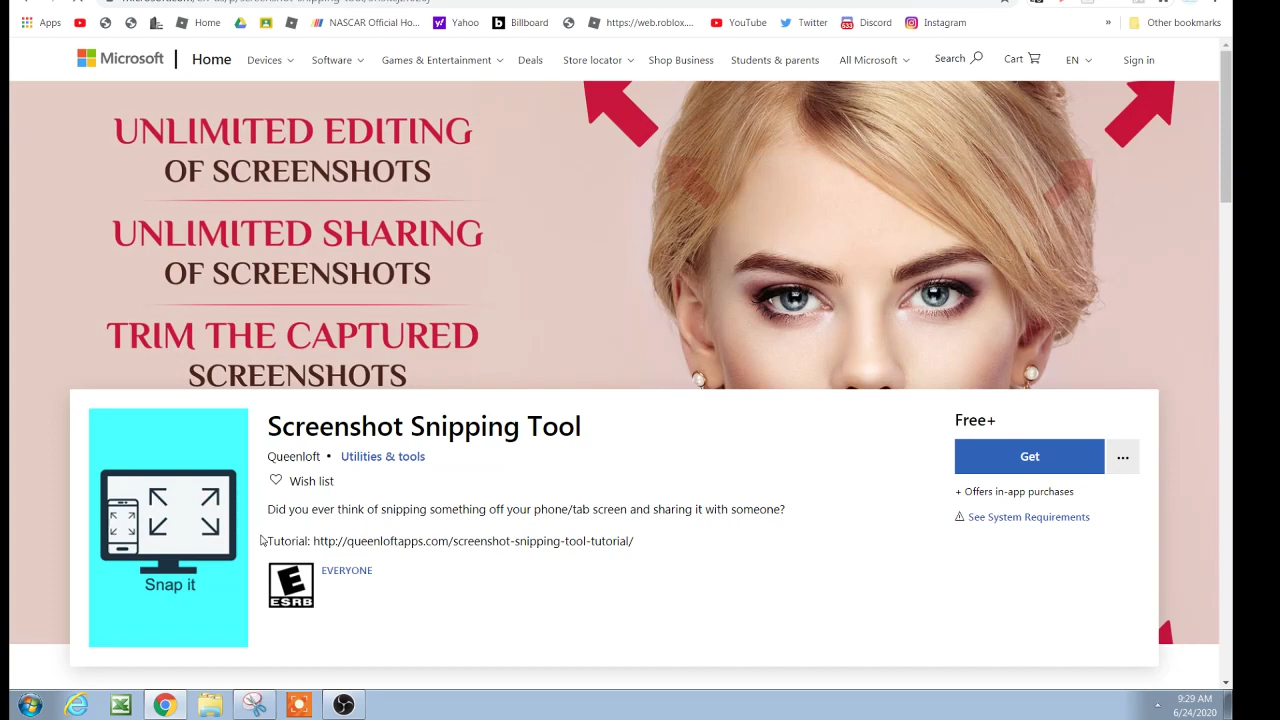 Apps Home NASCAR Official Ho... Yahoo Billboard https://web.roblox.... YouTube Twitter Discord Instagram » Other bookmarks
Microsoft Home Devices Software Games & Entertainment Deals Store locator Shop Business Students & parents All Microsoft Search Cart EN Sign in
UNLIMITED EDITING
OF SCREENSHOTS
UNLIMITED SHARING
OF SCREENSHOTS
TRIM THE CAPTURED
SCREENSHOTS
Screenshot Snipping Tool
Queenloft • Utilities & tools
Wish list
Did you ever think of snipping something off your phone/tab screen and sharing it with someone?
Tutorial: http://queenloftapps.com/screenshot-snipping-tool-tutorial/
E
ESRB
EVERYONE
Snap it
Free+
Get ...
+ Offers in-app purchases
See System Requirements
9:29 AM
6/24/2020